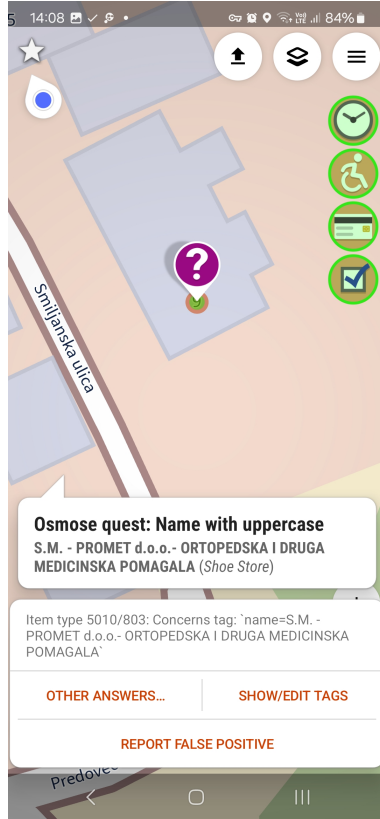 14:08
84%
Smiljanska ulica
?
Osmose quest: Name with uppercase
S.M. - PROMET d.o.o.- ORTOPEDSKA I DRUGA
MEDICINSKA POMAGALA (Shoe Store)
Item type 5010/803: Concerns tag: `name=S.M. -
PROMET d.o.o.- ORTOPEDSKA I DRUGA MEDICINSKA
POMAGALA`
OTHER ANSWERS…
SHOW/EDIT TAGS
REPORT FALSE POSITIVE
Predovec